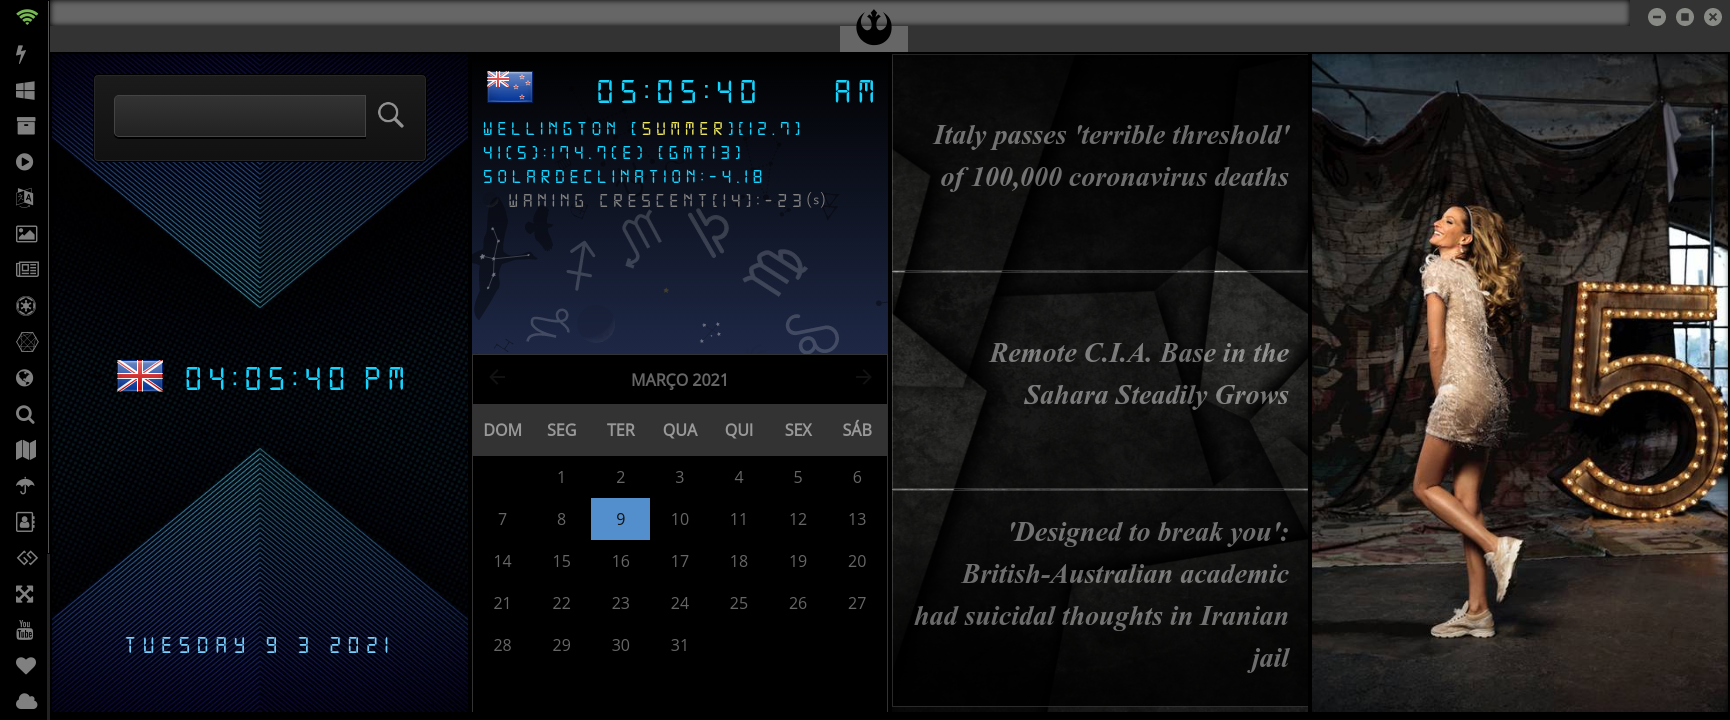 05:05:40 AM
WELLINGTON [SUMMER][12.7]
41(S):174.7(E) [GMT13]
SOLARDECLINATION:-4.18
WANING CRESCENT[14]:-23(s)
04:05:40 PM
TUESDAY 9 3 2021
MARÇO 2021
DOM SEG TER QUA QUI SEX SÁB
1 2 3 4 5 6
7 8 9 10 11 12 13
14 15 16 17 18 19 20
21 22 23 24 25 26 27
28 29 30 31
Italy passes 'terrible threshold'
of 100,000 coronavirus deaths
Remote C.I.A. Base in the
Sahara Steadily Grows
'Designed to break you':
British-Australian academic
had suicidal thoughts in Iranian
jail
5
You
Tube